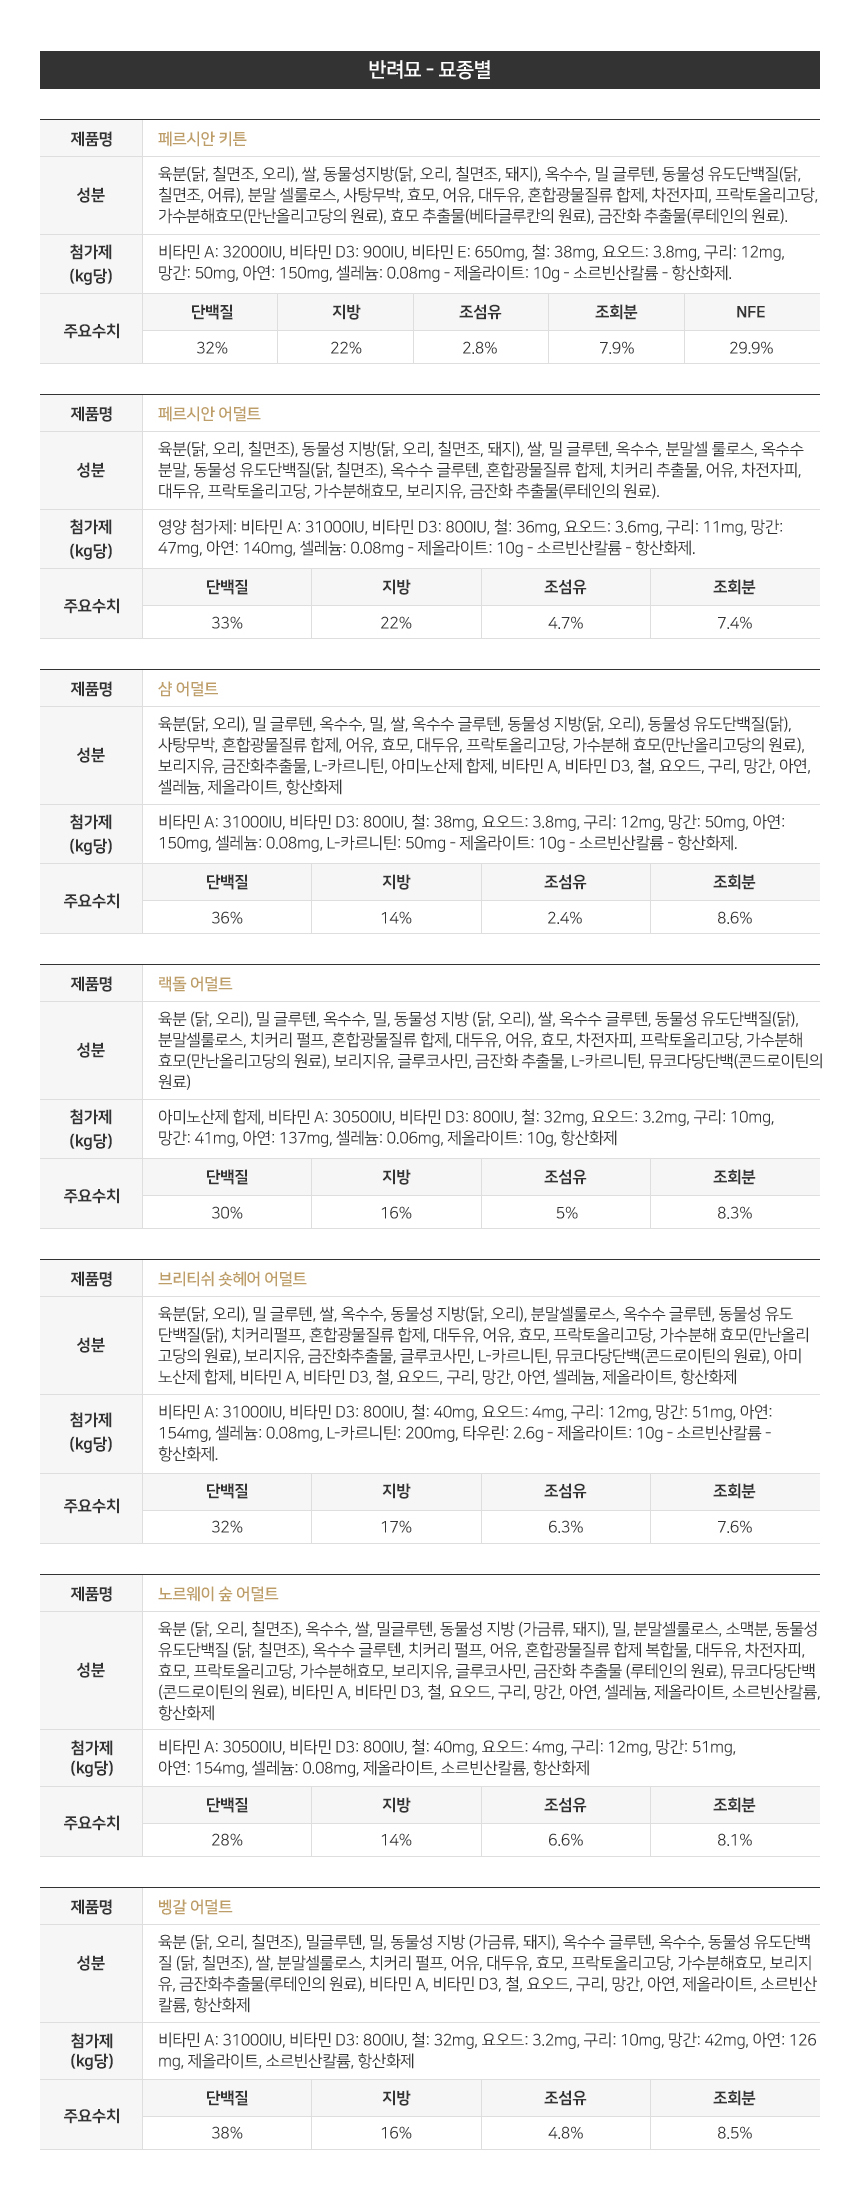 반려묘 - 묘종별
제품명 페르시안 키튼
성분 육분(닭, 칠면조, 오리), 쌀, 동물성지방(닭, 오리, 칠면조, 돼지), 옥수수, 밀 글루텐, 동물성 유도단백질(닭,
칠면조, 어류), 분말 셀룰로스, 사탕무박, 효모, 어유, 대두유, 혼합광물질류 합제, 차전자피, 프락토올리고당,
가수분해효모(만난올리고당의 원료), 효모 추출물(베타글루칸의 원료), 금잔화 추출물(루테인의 원료).
첨가제 (kg당) 비타민 A: 32000IU, 비타민 D3: 900IU, 비타민 E: 650mg, 철: 38mg, 요오드: 3.8mg, 구리: 12mg,
망간: 50mg, 아연: 150mg, 셀레늄: 0.08mg - 제올라이트: 10g - 소르빈산칼륨 - 항산화제.
주요수치 단백질 지방 조섬유 조회분 NFE
32% 22% 2.8% 7.9% 29.9%
제품명 페르시안 어덜트
성분 육분(닭, 오리, 칠면조), 동물성 지방(닭, 오리, 칠면조, 돼지), 쌀, 밀 글루텐, 옥수수, 분말셀 룰로스, 옥수수
분말, 동물성 유도단백질(닭, 칠면조), 옥수수 글루텐, 혼합광물질류 합제, 치커리 추출물, 어유, 차전자피,
대두유, 프락토올리고당, 가수분해효모, 보리지유, 금잔화 추출물(루테인의 원료).
첨가제 (kg당) 영양 첨가제: 비타민 A: 31000IU, 비타민 D3: 800IU, 철: 36mg, 요오드: 3.6mg, 구리: 11mg, 망간:
47mg, 아연: 140mg, 셀레늄: 0.08mg - 제올라이트: 10g - 소르빈산칼륨 - 항산화제.
주요수치 단백질 지방 조섬유 조회분
33% 22% 4.7% 7.4%
제품명 샴 어덜트
성분 육분(닭, 오리), 밀 글루텐, 옥수수, 밀, 쌀, 옥수수 글루텐, 동물성 지방(닭, 오리), 동물성 유도단백질(닭),
사탕무박, 혼합광물질류 합제, 어유, 효모, 대두유, 프락토올리고당, 가수분해 효모(만난올리고당의 원료),
보리지유, 금잔화추출물, L-카르니틴, 아미노산제 합제, 비타민 A, 비타민 D3, 철, 요오드, 구리, 망간, 아연,
셀레늄, 제올라이트, 항산화제
첨가제 (kg당) 비타민 A: 31000IU, 비타민 D3: 800IU, 철: 38mg, 요오드: 3.8mg, 구리: 12mg, 망간: 50mg, 아연:
150mg, 셀레늄: 0.08mg, L-카르니틴: 50mg - 제올라이트: 10g - 소르빈산칼륨 - 항산화제.
주요수치 단백질 지방 조섬유 조회분
36% 14% 2.4% 8.6%
제품명 랙돌 어덜트
성분 육분 (닭, 오리), 밀 글루텐, 옥수수, 밀, 동물성 지방 (닭, 오리), 쌀, 옥수수 글루텐, 동물성 유도단백질(닭),
분말셀룰로스, 치커리 펄프, 혼합광물질류 합제, 대두유, 어유, 효모, 차전자피, 프락토올리고당, 가수분해
효모(만난올리고당의 원료), 보리지유, 글루코사민, 금잔화 추출물, L-카르니틴, 뮤코다당단백(콘드로이틴의
원료)
첨가제 (kg당) 아미노산제 합제, 비타민 A: 30500IU, 비타민 D3: 800IU, 철: 32mg, 요오드: 3.2mg, 구리: 10mg,
망간: 41mg, 아연: 137mg, 셀레늄: 0.06mg, 제올라이트: 10g, 항산화제
주요수치 단백질 지방 조섬유 조회분
30% 16% 5% 8.3%
제품명 브리티쉬 숏헤어 어덜트
성분 육분(닭, 오리), 밀 글루텐, 쌀, 옥수수, 동물성 지방(닭, 오리), 분말셀룰로스, 옥수수 글루텐, 동물성 유도
단백질(닭), 치커리펄프, 혼합광물질류 합제, 대두유, 어유, 효모, 프락토올리고당, 가수분해 효모(만난올리
고당의 원료), 보리지유, 금잔화추출물, 글루코사민, L-카르니틴, 뮤코다당단백(콘드로이틴의 원료), 아미
노산제 합제, 비타민 A, 비타민 D3, 철, 요오드, 구리, 망간, 아연, 셀레늄, 제올라이트, 항산화제
첨가제 (kg당) 비타민 A: 31000IU, 비타민 D3: 800IU, 철: 40mg, 요오드: 4mg, 구리: 12mg, 망간: 51mg, 아연:
154mg, 셀레늄: 0.08mg, L-카르니틴: 200mg, 타우린: 2.6g - 제올라이트: 10g - 소르빈산칼륨 -
항산화제.
주요수치 단백질 지방 조섬유 조회분
32% 17% 6.3% 7.6%
제품명 노르웨이 숲 어덜트
성분 육분 (닭, 오리, 칠면조), 옥수수, 쌀, 밀글루텐, 동물성 지방 (가금류, 돼지), 밀, 분말셀룰로스, 소맥분, 동물성
유도단백질 (닭, 칠면조), 옥수수 글루텐, 치커리 펄프, 어유, 혼합광물질류 합제 복합물, 대두유, 차전자피,
효모, 프락토올리고당, 가수분해효모, 보리지유, 글루코사민, 금잔화 추출물 (루테인의 원료), 뮤코다당단백
(콘드로이틴의 원료), 비타민 A, 비타민 D3, 철, 요오드, 구리, 망간, 아연, 셀레늄, 제올라이트, 소르빈산칼륨,
항산화제
첨가제 (kg당) 비타민 A: 30500IU, 비타민 D3: 800IU, 철: 40mg, 요오드: 4mg, 구리: 12mg, 망간: 51mg,
아연: 154mg, 셀레늄: 0.08mg, 제올라이트, 소르빈산칼륨, 항산화제
주요수치 단백질 지방 조섬유 조회분
28% 14% 6.6% 8.1%
제품명 벵갈 어덜트
성분 육분 (닭, 오리, 칠면조), 밀글루텐, 밀, 동물성 지방 (가금류, 돼지), 옥수수 글루텐, 옥수수, 동물성 유도단백
질 (닭, 칠면조), 쌀, 분말셀룰로스, 치커리 펄프, 어유, 대두유, 효모, 프락토올리고당, 가수분해효모, 보리지
유, 금잔화추출물(루테인의 원료), 비타민 A, 비타민 D3, 철, 요오드, 구리, 망간, 아연, 제올라이트, 소르빈산
칼륨, 항산화제
첨가제 (kg당) 비타민 A: 31000IU, 비타민 D3: 800IU, 철: 32mg, 요오드: 3.2mg, 구리: 10mg, 망간: 42mg, 아연: 126
mg, 제올라이트, 소르빈산칼륨, 항산화제
주요수치 단백질 지방 조섬유 조회분
38% 16% 4.8% 8.5%